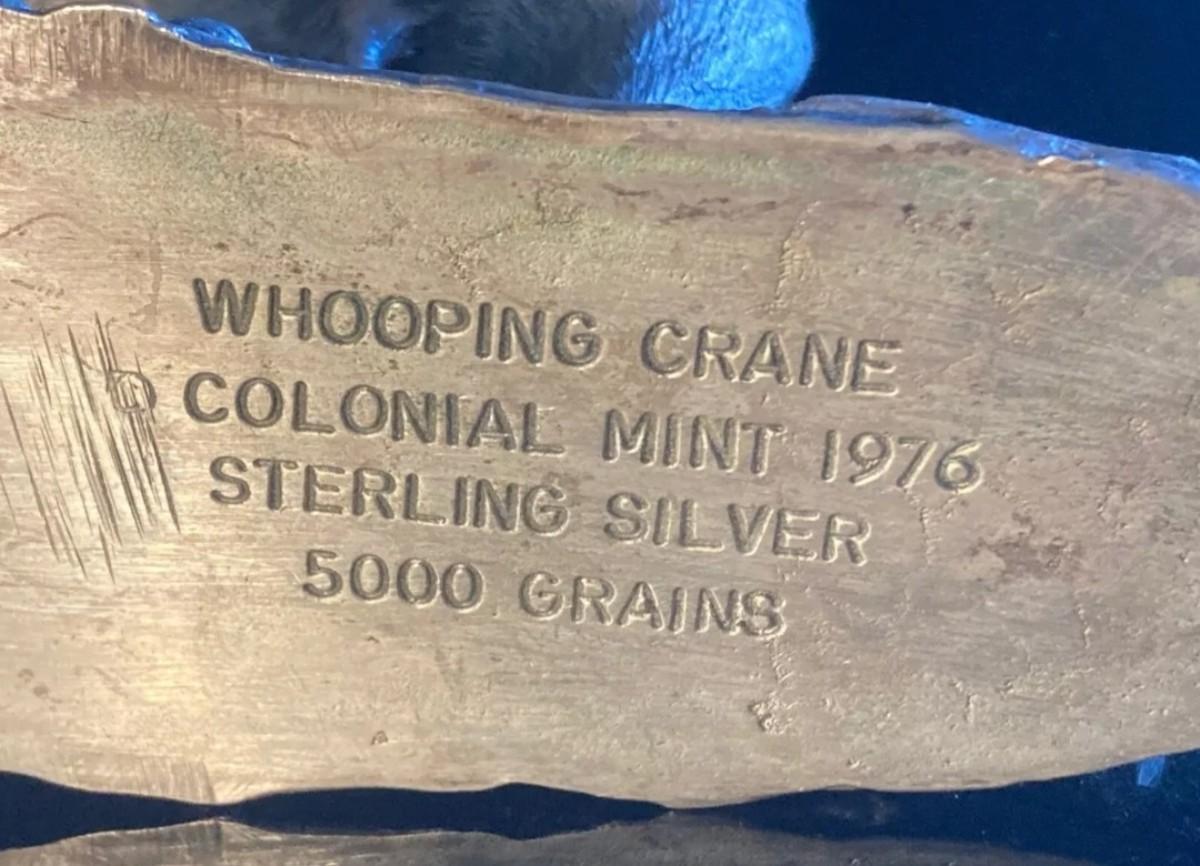 WHOOPING CRANE
COLONIAL MINT 1976
STERLING SILVER
5000 GRAINS